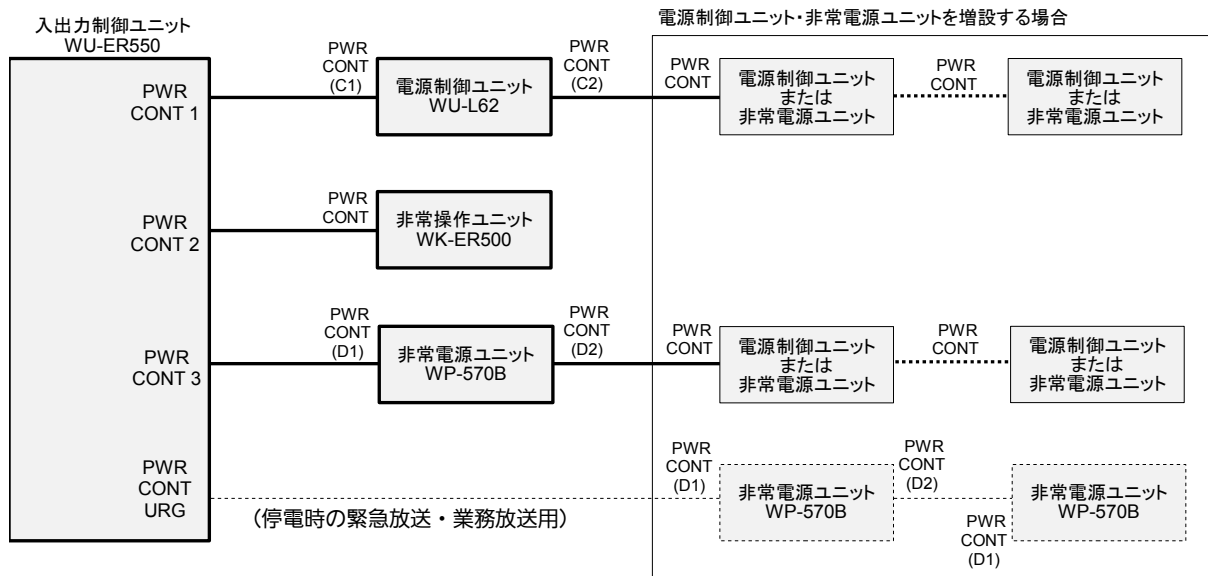 電源制御ユニット・非常電源ユニットを増設する場合
入出力制御ユニット
WU-ER550
PWR
CONT 1
PWR
CONT
(C1)
電源制御ユニット
WU-L62
PWR
CONT
(C2)
PWR
CONT
電源制御ユニット
または
非常電源ユニット
PWR
CONT
電源制御ユニット
または
非常電源ユニット
PWR
CONT 2
PWR
CONT
非常操作ユニット
WK-ER500
PWR
CONT 3
PWR
CONT
(D1)
非常電源ユニット
WP-570B
PWR
CONT
(D2)
PWR
CONT
電源制御ユニット
または
非常電源ユニット
PWR
CONT
電源制御ユニット
または
非常電源ユニット
PWR
CONT
URG
(停電時の緊急放送・業務放送用)
PWR
CONT
(D1)
非常電源ユニット
WP-570B
PWR
CONT
(D2)
PWR
CONT
(D1)
非常電源ユニット
WP-570B